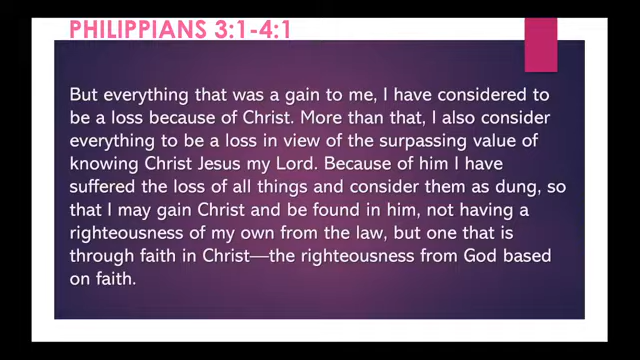 PHILIPPIANS 3:1-4:1
But everything that was a gain to me, I have considered to
be a loss because of Christ. More than that, I also consider
everything to be a loss in view of the surpassing value of
knowing Christ Jesus my Lord. Because of him I have
suffered the loss of all things and consider them as dung, so
that I may gain Christ and be found in him, not having a
righteousness of my own from the law, but one that is
through faith in Christ—the righteousness from God based
on faith.